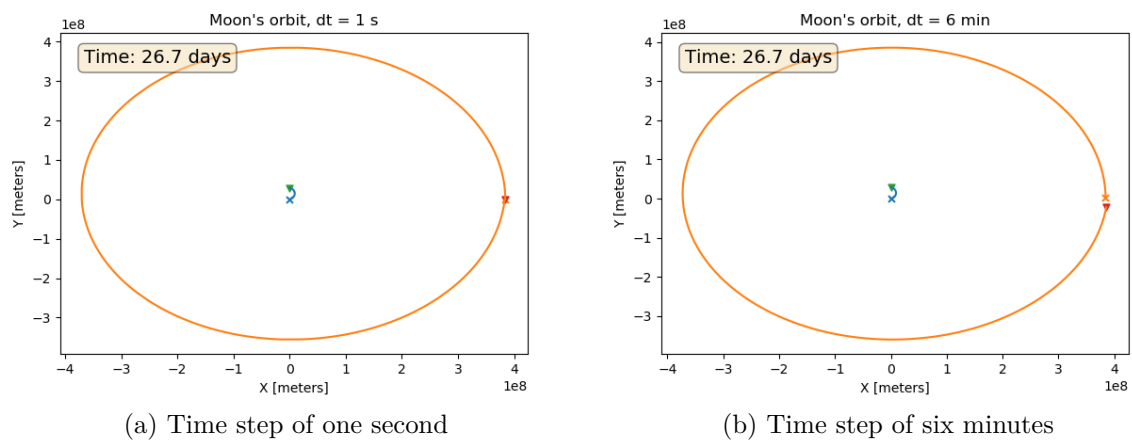 Moon's orbit, dt = 1 s
1e8
Time: 26.7 days
4
3
2
1
0
−1
−2
−3
Y [meters]
−4 −3 −2 −1 0 1 2 3 4
1e8
X [meters]
(a) Time step of one second
Moon's orbit, dt = 6 min
1e8
Time: 26.7 days
4
3
2
1
0
−1
−2
−3
Y [meters]
−4 −3 −2 −1 0 1 2 3 4
1e8
X [meters]
(b) Time step of six minutes